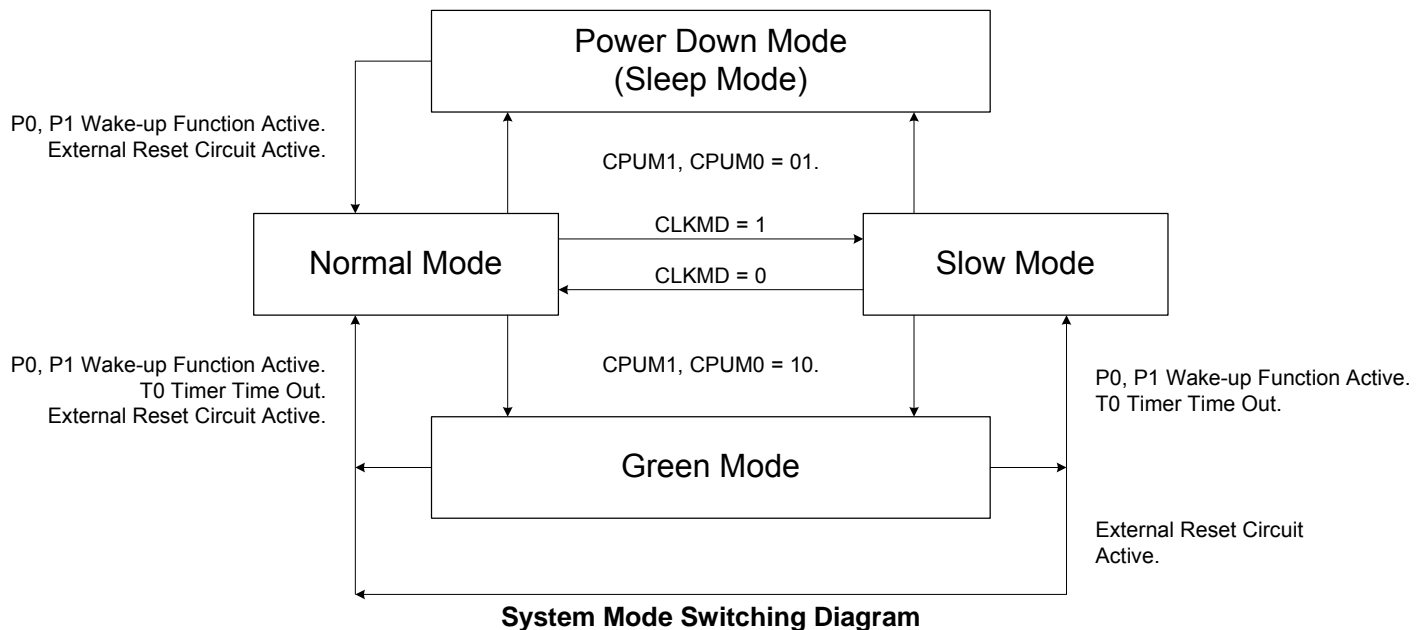 Power Down Mode
(Sleep Mode)
P0, P1 Wake-up Function Active.
External Reset Circuit Active.
CPUM1, CPUM0 = 01.
CLKMD = 1
Normal Mode
Slow Mode
CLKMD = 0
P0, P1 Wake-up Function Active.
T0 Timer Time Out.
External Reset Circuit Active.
CPUM1, CPUM0 = 10.
P0, P1 Wake-up Function Active.
T0 Timer Time Out.
Green Mode
External Reset Circuit
Active.
System Mode Switching Diagram